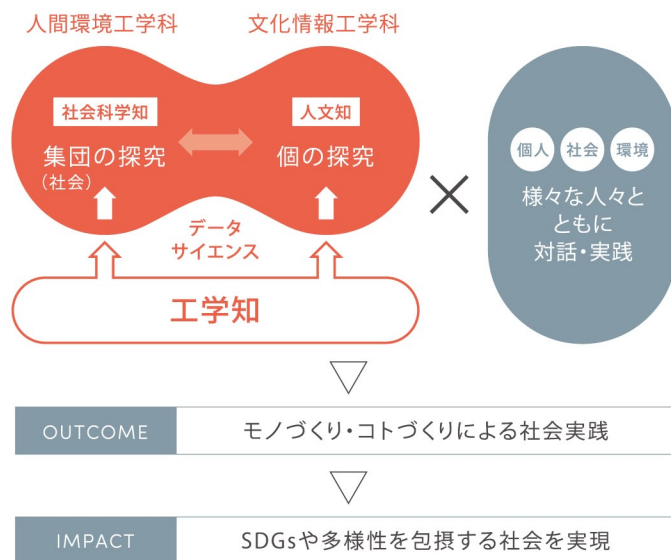 人間環境工学科
文化情報工学科
社会科学知
人文知
集団の探究
(社会)
個の探究
データ
サイエンス
工学知
個人 社会 環境
様々な人々と
ともに
対話・実践
OUTCOME
モノづくり・コトづくりによる社会実践
IMPACT
SDGsや多様性を包摂する社会を実現